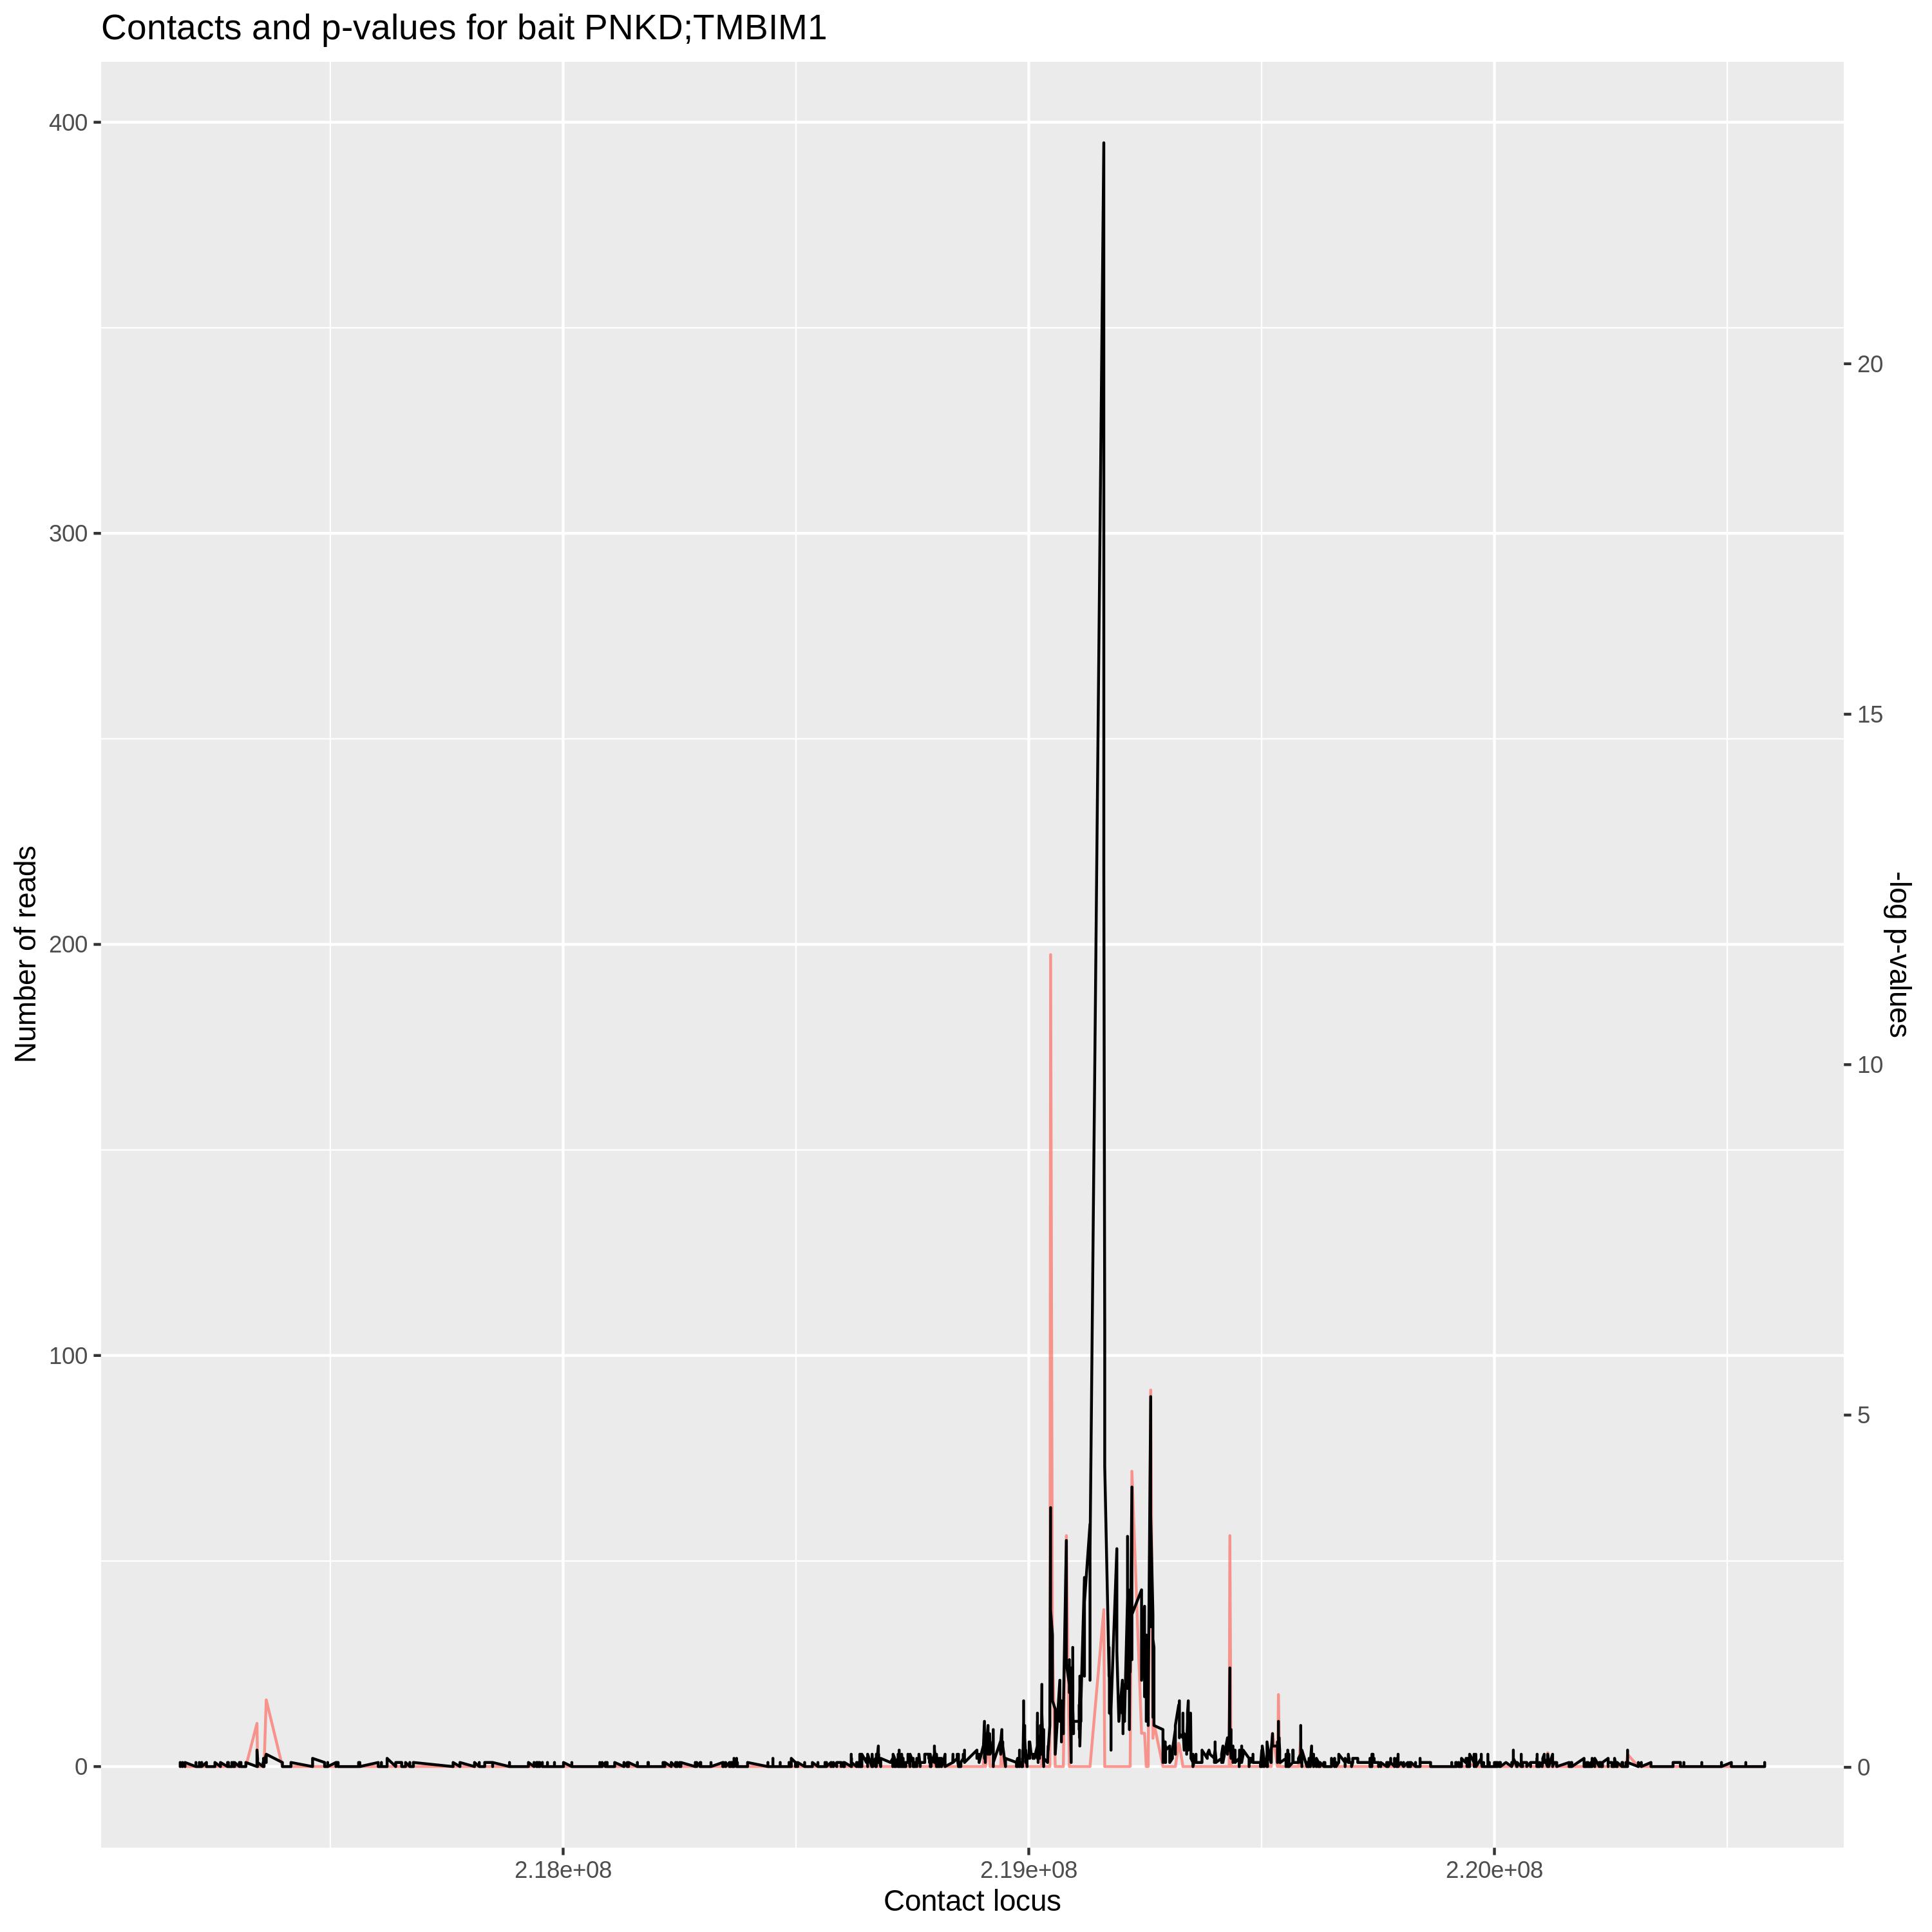 Contacts and p-values for bait PNKD;TMBIM1
400
300
200
100
0
Number of reads
20
15
10
5
0
-log p-values
2.18e+08
2.19e+08
2.20e+08
Contact locus